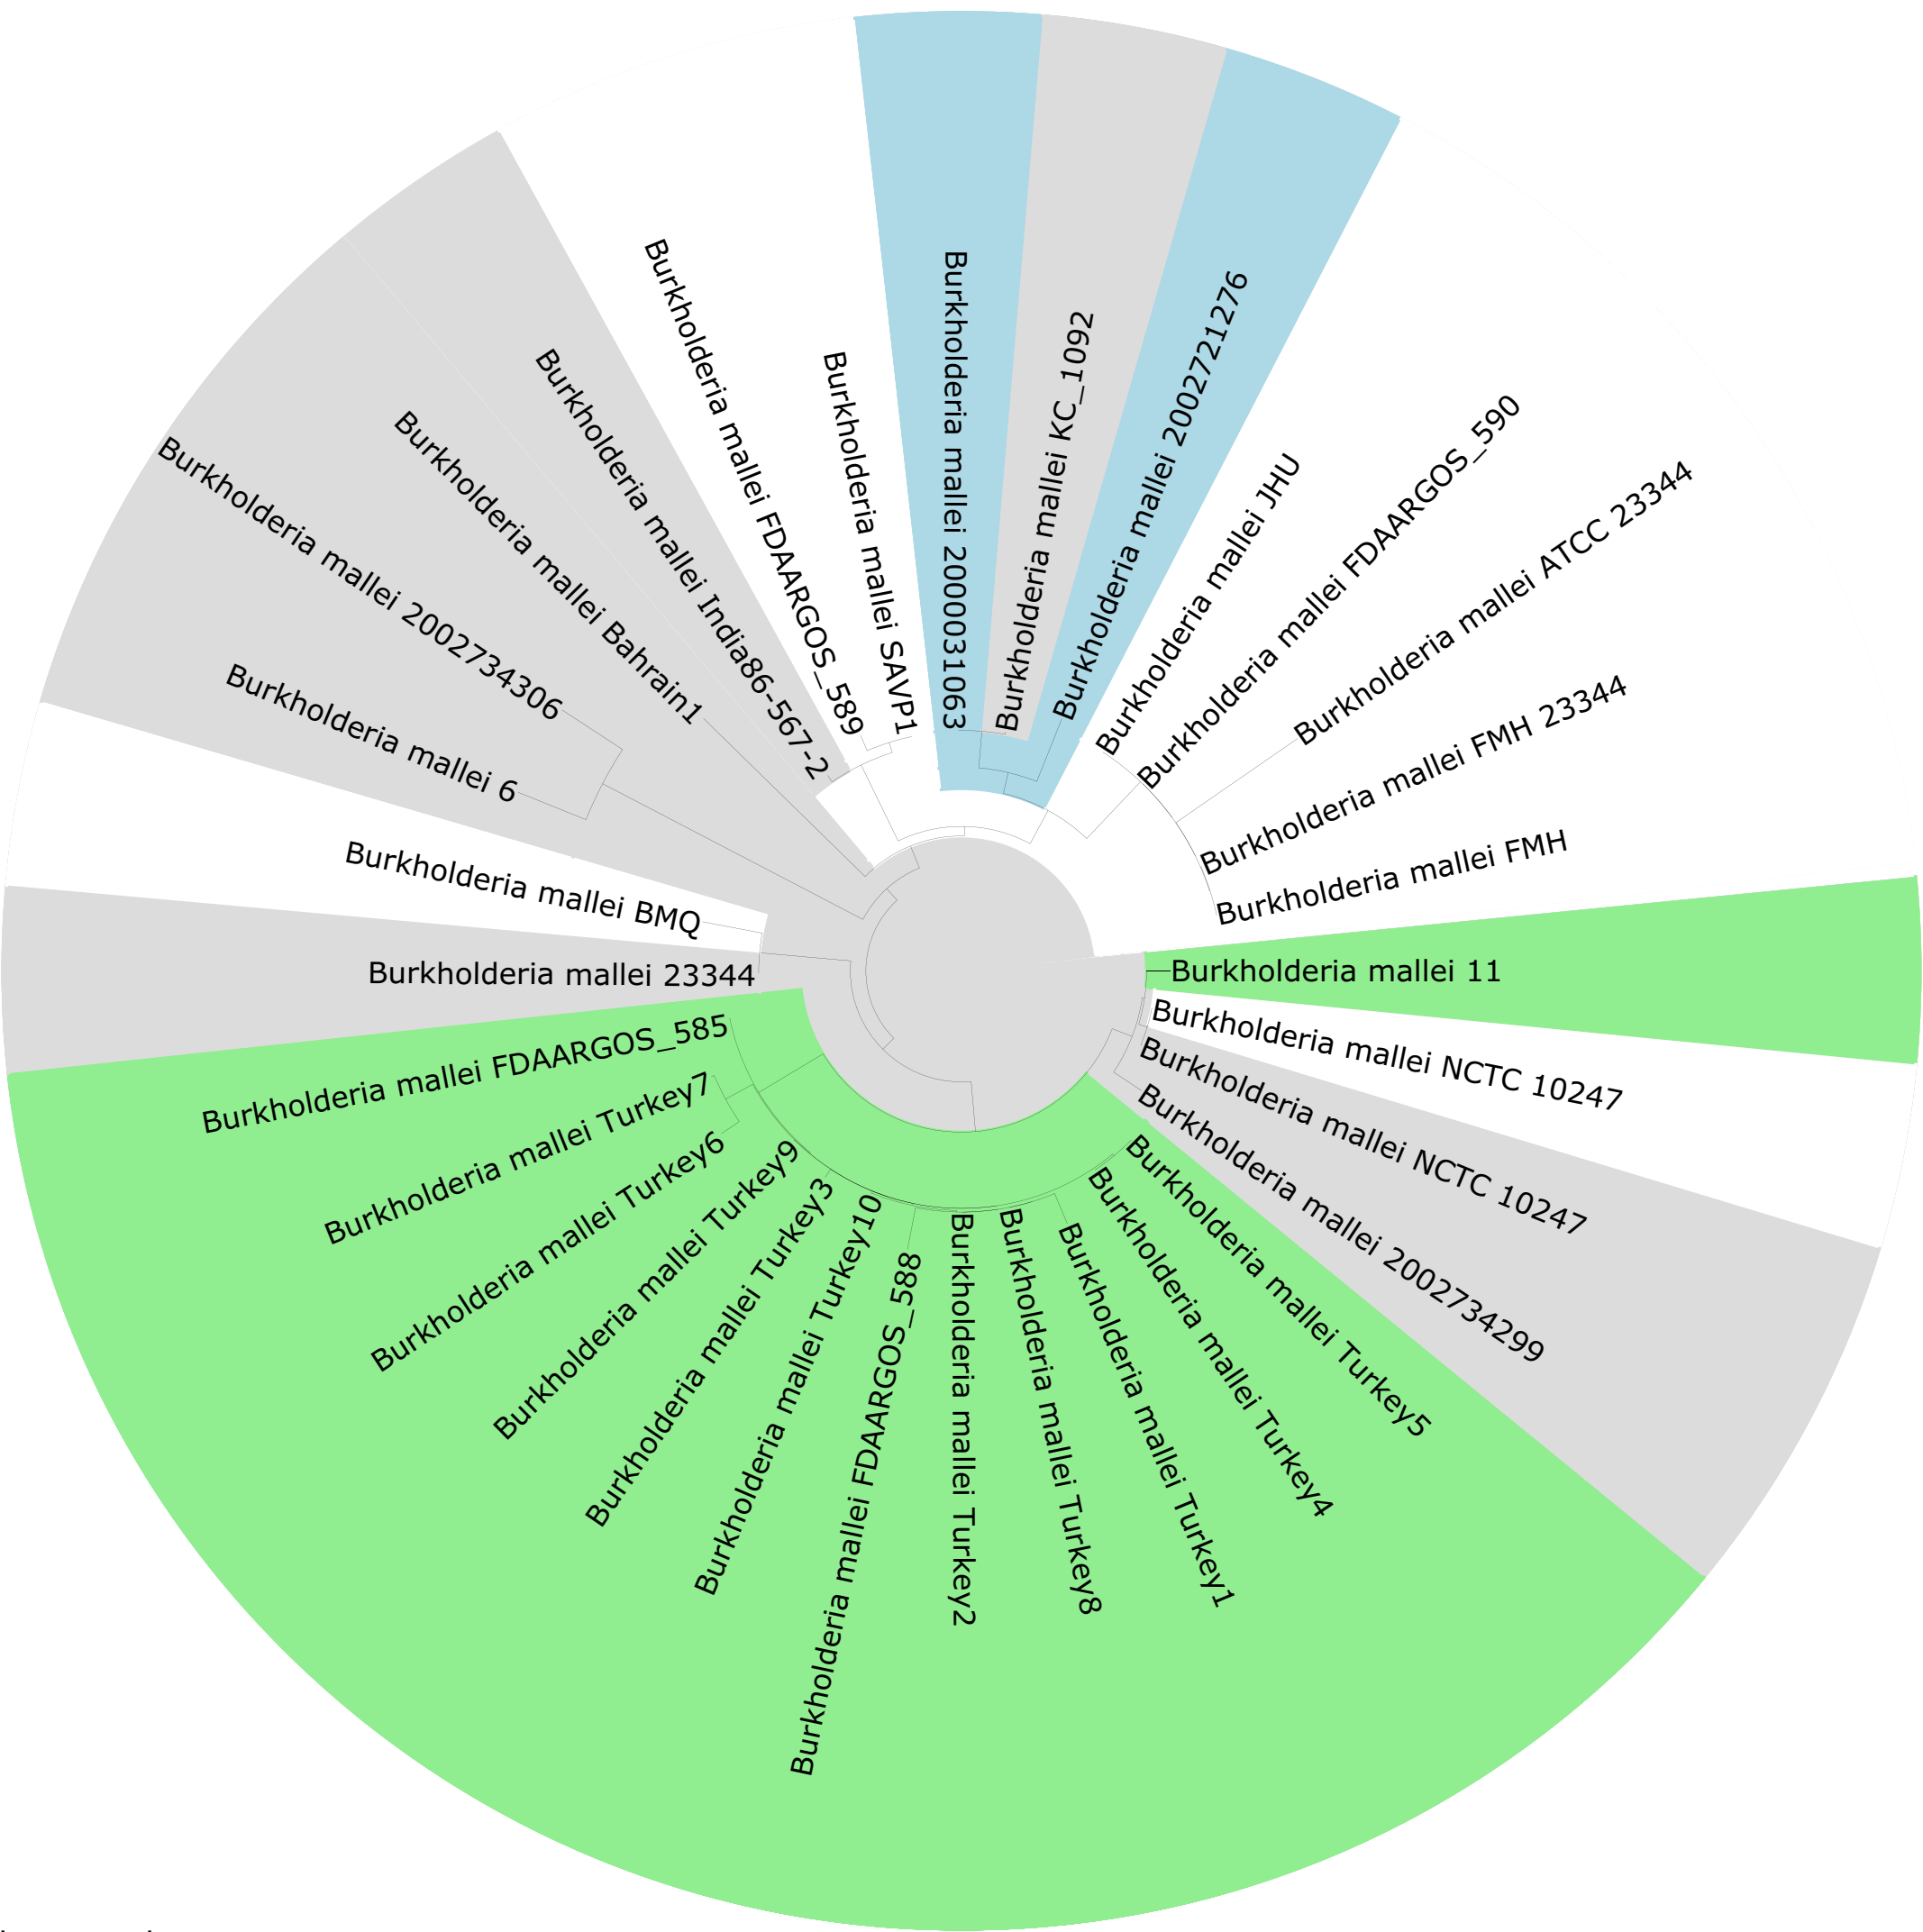 Burkholderia mallei 2000031063
Burkholderia mallei KC_1092
Burkholderia mallei 2002721276
Burkholderia mallei JHU
Burkholderia mallei FDAARGOS_590
Burkholderia mallei ATCC 23344
Burkholderia mallei FMH 23344
Burkholderia mallei FMH
Burkholderia mallei 11
Burkholderia mallei NCTC 10247
Burkholderia mallei NCTC 10247
Burkholderia mallei 2002734299
Burkholderia mallei Turkey5
Burkholderia mallei Turkey4
Burkholderia mallei Turkey1
Burkholderia mallei Turkey8
Burkholderia mallei Turkey2
Burkholderia mallei FDAARGOS_588
Burkholderia mallei Turkey10
Burkholderia mallei Turkey3
Burkholderia mallei Turkey9
Burkholderia mallei Turkey6
Burkholderia mallei Turkey7
Burkholderia mallei FDAARGOS_585
Burkholderia mallei 23344
Burkholderia mallei BMQ
Burkholderia mallei 6
Burkholderia mallei 2002734306
Burkholderia mallei Bahrain1
Burkholderia mallei India86-567-2
Burkholderia mallei FDAARGOS_589
Burkholderia mallei SAVP1